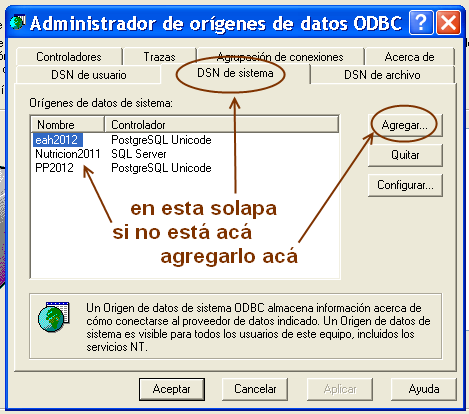 Administrador de orígenes de datos ODBC
Controladores Trazas Agrupación de conexiones Acerca de
DSN de usuario DSN de sistema DSN de archivo
Orígenes de datos de sistema:
Nombre Controlador
eah2012 PostgreSQL Unicode
Nutricion2011 SQL Server
PP2012 PostgreSQL Unicode
Agregar...
Quitar
Configurar...
en esta solapa
si no está acá
agregarlo acá
Un Origen de datos de sistema ODBC almacena información acerca de
cómo conectarse al proveedor de datos indicado. Un Origen de datos de
sistema es visible para todos los usuarios de este equipo, incluidos los
servicios NT.
Aceptar Cancelar Aplicar Ayuda